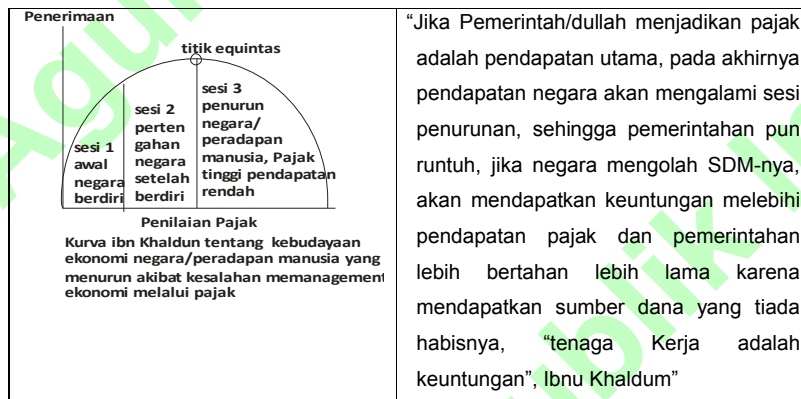 Penerimaan
titik equintas
sesi 1
awal
negara
berdiri
sesi 2
perten
gahan
negara
setelah
berdiri
sesi 3
penurun
negara/
peradapan
manusia, Pajak
tinggi pendapatan
rendah
Penilaian Pajak
Kurva ibn Khaldun tentang kebudayaan
ekonomi negara/peradapan manusia yang
menurun akibat kesalahan memanagement
ekonomi melalui pajak
“Jika Pemerintah/dullah menjadikan pajak
adalah pendapatan utama, pada akhirnya
pendapatan negara akan mengalami sesi
penurunan, sehingga pemerintahan pun
runtuh, jika negara mengolah SDM-nya,
akan mendapatkan keuntungan melebihi
pendapatan pajak dan pemerintahan
lebih bertahan lebih lama karena
mendapatkan sumber dana yang tiada
habisnya, “tenaga Kerja adalah
keuntungan”, Ibnu Khaldum”